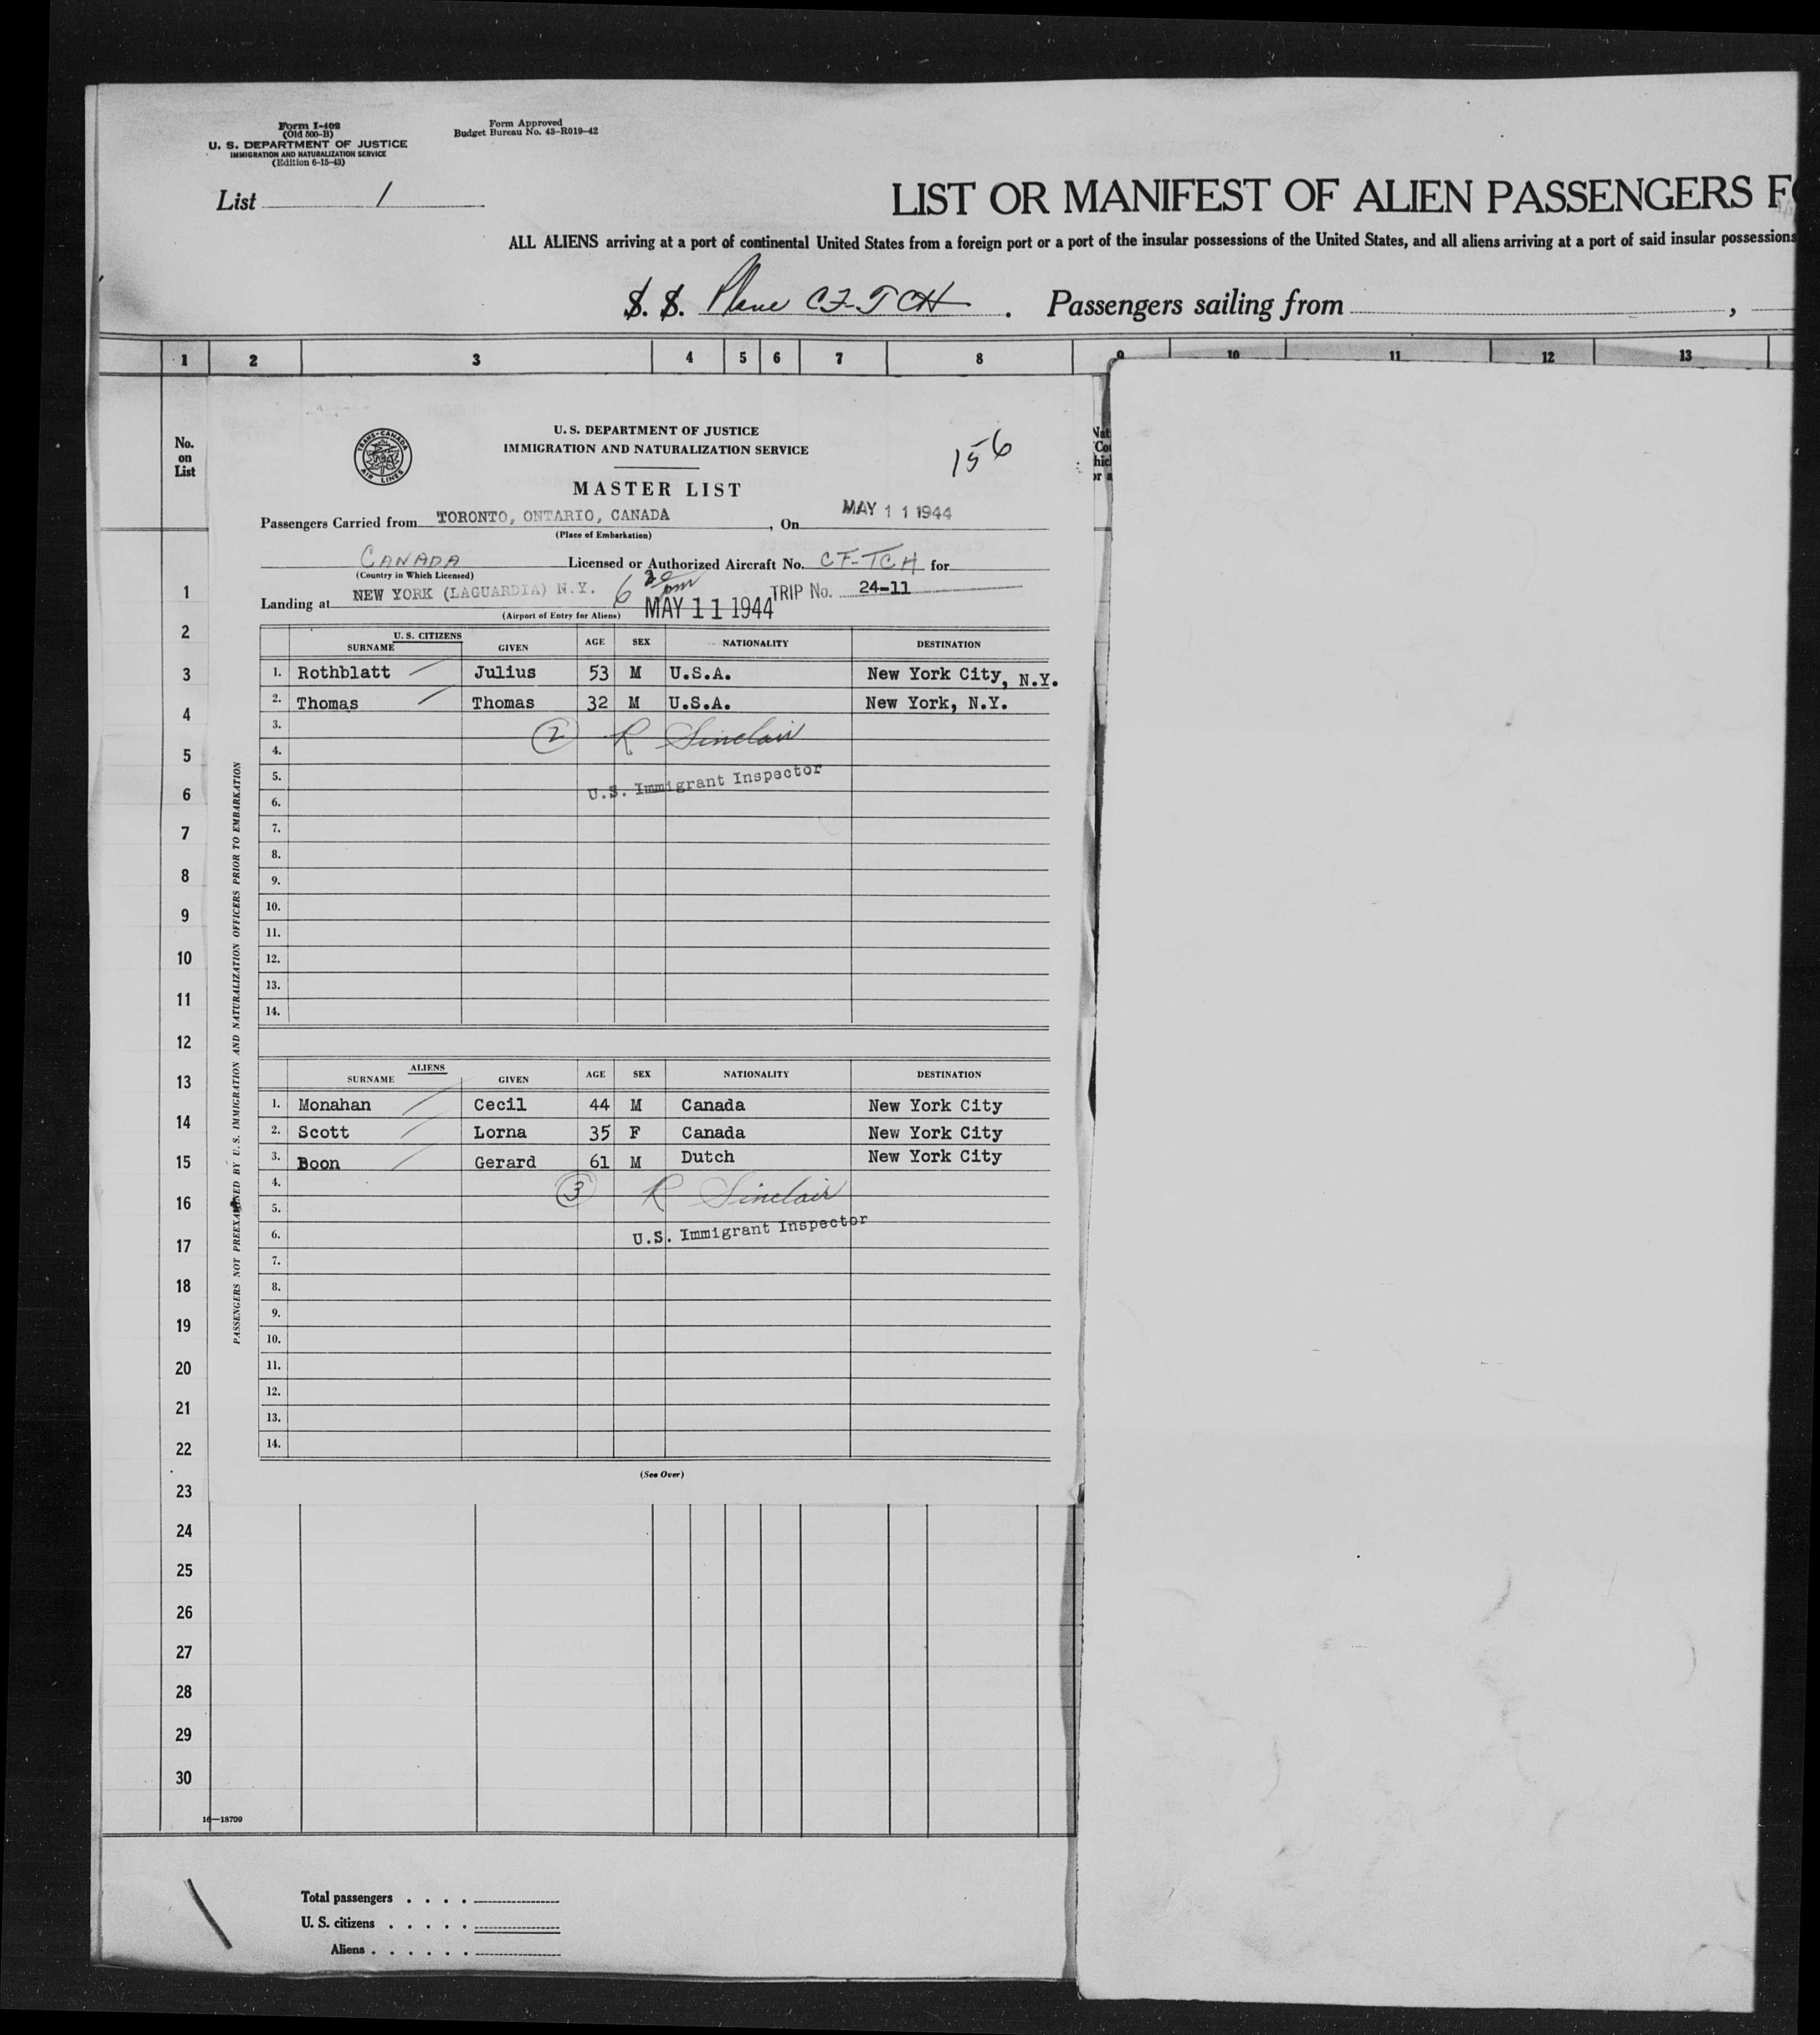 Form I-402
(Old 500-B)
U. S. DEPARTMENT OF JUSTICE
IMMIGRATION AND NATURALIZATION SERVICE
(Edition 6-15-43)
Form Approved
Budget Bureau No. 43-R019-42
List 1
LIST OR MANIFEST OF ALIEN PASSENGERS F
ALL ALIENS arriving at a port of continental United States from a foreign port or a port of the insular possessions of the United States, and all aliens arriving at a port of said insular possessions
S. S. Plane CF-TCH . Passengers sailing from ,
1 2 3 4 5 6 7 8 9 10 11 12 13
No.
on
List
TRANS-CANADA AIR LINES
U. S. DEPARTMENT OF JUSTICE
IMMIGRATION AND NATURALIZATION SERVICE
156
MASTER LIST
Passengers Carried from TORONTO, ONTARIO, CANADA , On MAY 11 1944
(Place of Embarkation)
CANADA Licensed or Authorized Aircraft No. CF-TCH for
(Country in Which Licensed)
Landing at NEW YORK (LAGUARDIA) N.Y. 6 20 pm MAY 11 1944 TRIP No. 24-11
(Airport of Entry for Aliens)
U. S. CITIZENS
SURNAME GIVEN AGE SEX NATIONALITY DESTINATION
1. Rothblatt Julius 53 M U.S.A. New York City, N.Y.
2. Thomas Thomas 32 M U.S.A. New York, N.Y.
3. 2 R Sinclair
4.
5. U.S. Immigrant Inspector
6.
7.
8.
9.
10.
11.
12.
13.
14.
ALIENS
SURNAME GIVEN AGE SEX NATIONALITY DESTINATION
1. Monahan Cecil 44 M Canada New York City
2. Scott Lorna 35 F Canada New York City
3. Boon Gerard 61 M Dutch New York City
4. 3 R Sinclair
5.
6. U.S. Immigrant Inspector
7.
8.
9.
10.
11.
12.
13.
14.
(See Over)
PASSENGERS NOT PREEXAMINED BY U.S. IMMIGRATION AND NATURALIZATION OFFICERS PRIOR TO EMBARKATION
1
2
3
4
5
6
7
8
9
10
11
12
13
14
15
16
17
18
19
20
21
22
23
24
25
26
27
28
29
30
16—18709
Total passengers . . . .
U. S. citizens . . . . .
Aliens . . . . . .